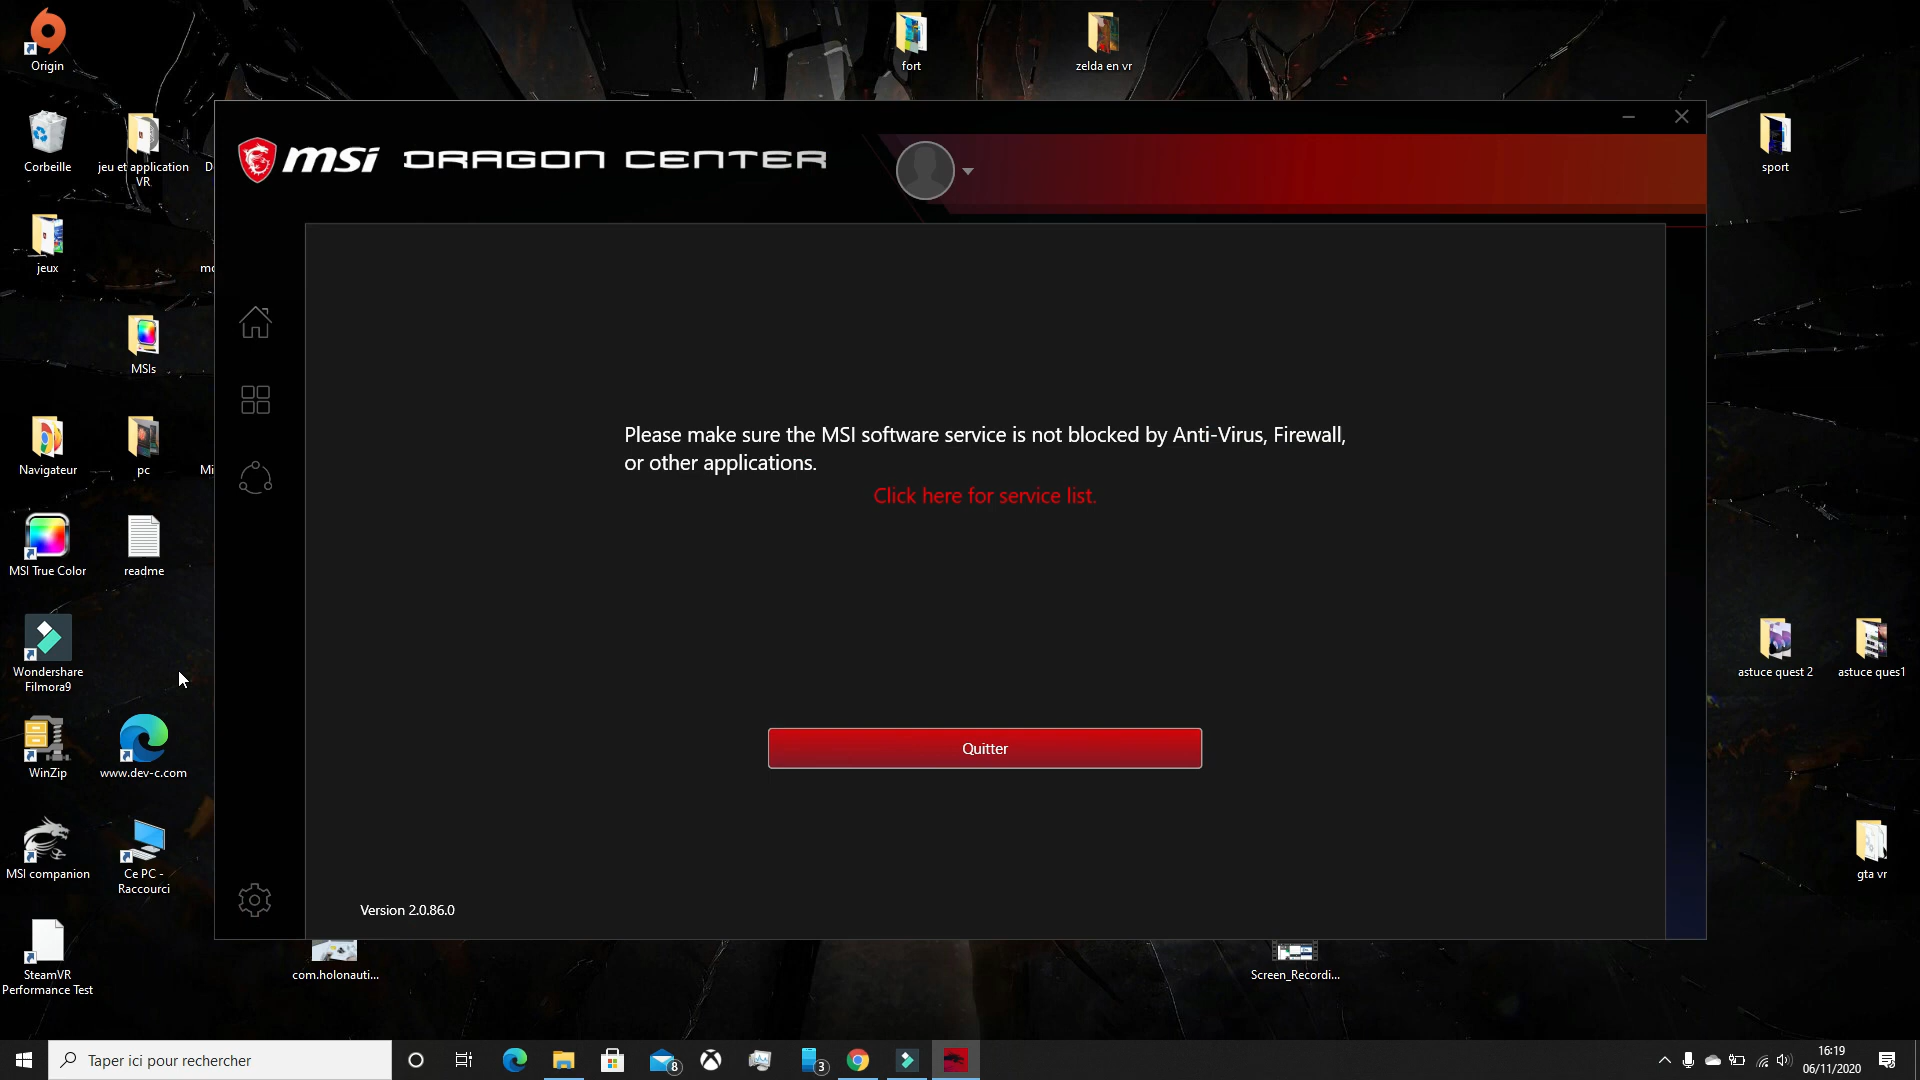 Origin
fort
zelda en vr
Corbeille
jeu et application
VR
D
msi DRAGON CENTER
sport
jeux
mo
MSIs
Navigateur
pc
Mi
Please make sure the MSI software service is not blocked by Anti-Virus, Firewall,
or other applications.
Click here for service list.
MSI True Color
readme
Wondershare
Filmora9
astuce quest 2
astuce ques1
Quitter
WinZip
www.dev-c.com
MSI companion
Ce PC -
Raccourci
gta vr
Version 2.0.86.0
SteamVR
Performance Test
com.holonauti...
Screen_Recordi...
Taper ici pour rechercher
8
3
16:19
06/11/2020